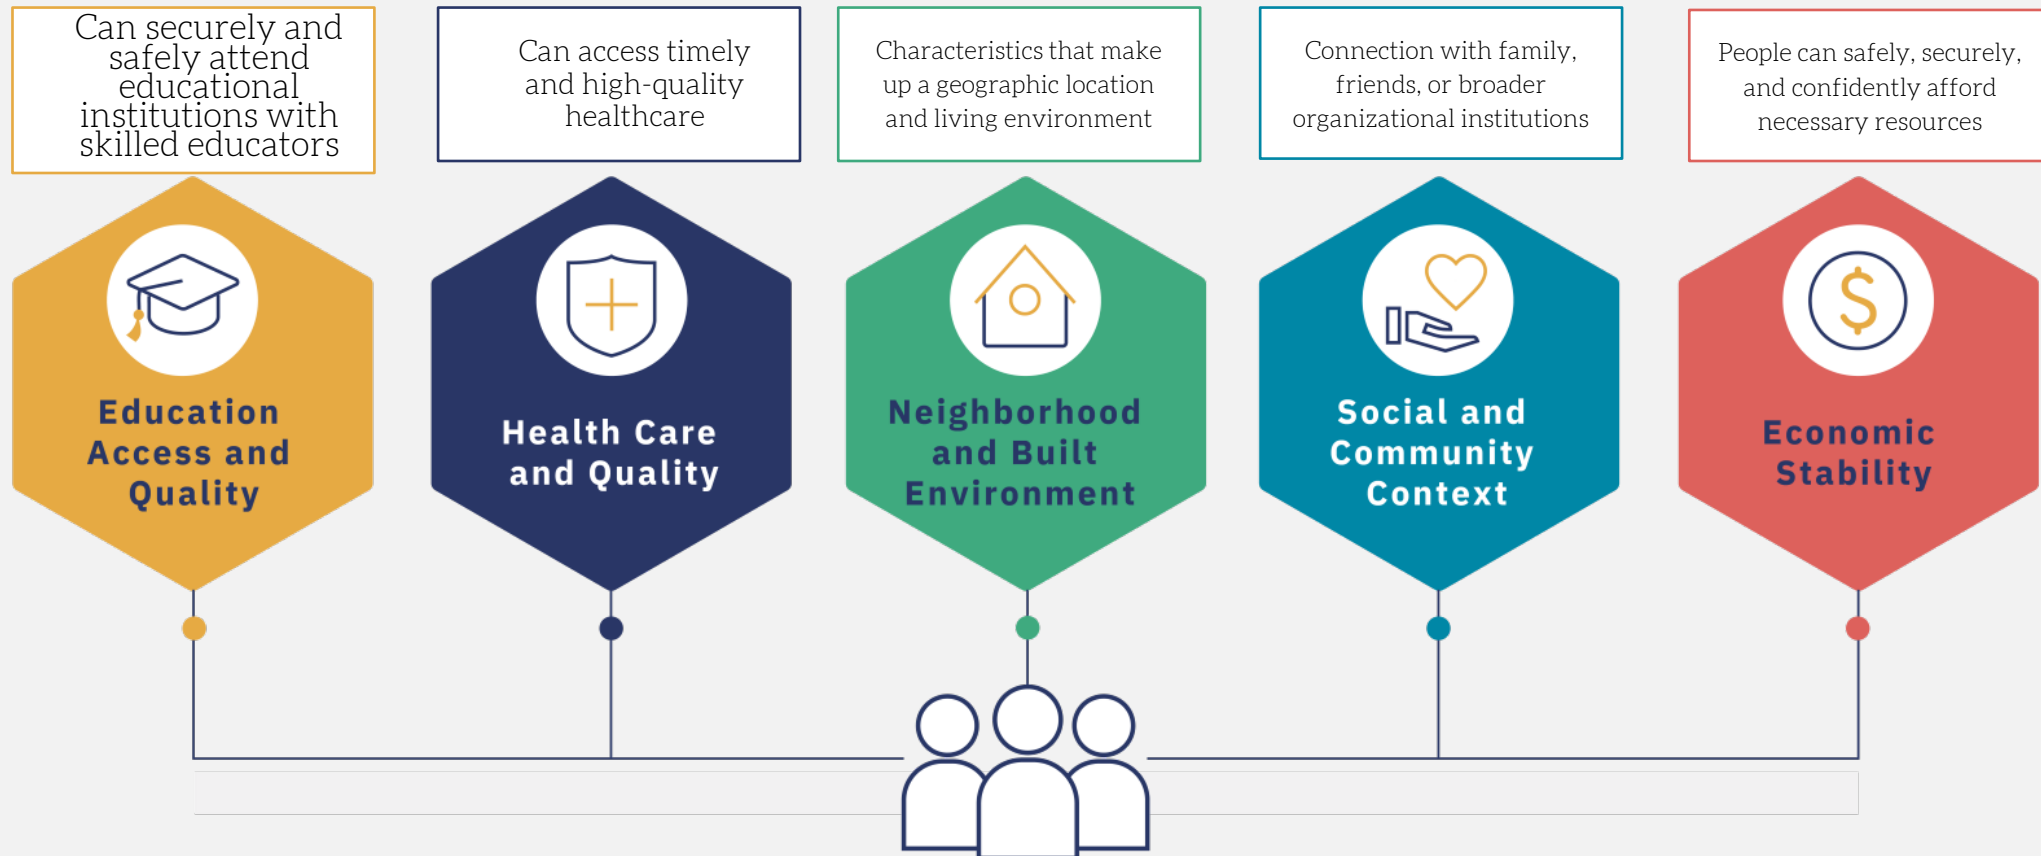 Can securely and
safely attend
educational
institutions with
skilled educators
Can access timely
and high-quality
healthcare
Characteristics that make
up a geographic location
and living environment
Connection with family,
friends, or broader
organizational institutions
People can safely, securely,
and confidently afford
necessary resources
Education
Access and
Quality
Health Care
and Quality
Neighborhood
and Built
Environment
Social and
Community
Context
$
Economic
Stability